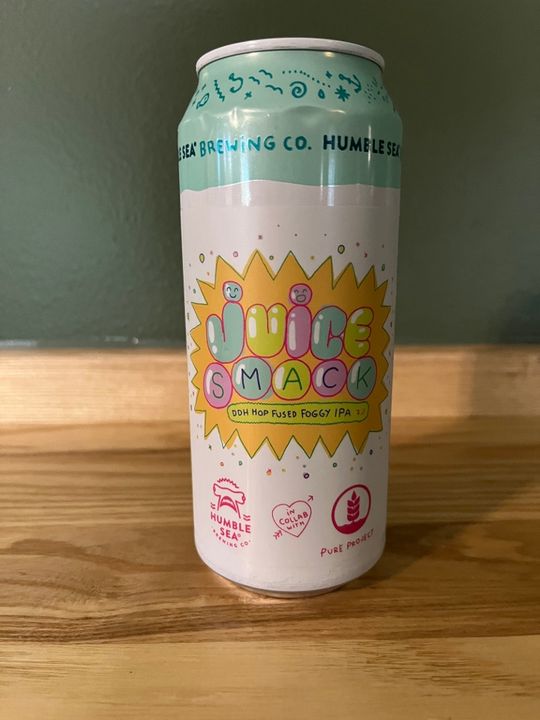 SEA® BREWING CO. HUMBLE SEA®
JUICE
SMACK
DDH HOP FUSED FOGGY IPA
HUMBLE
SEA®
BREWING CO.
IN
COLLAB
WITH
PURE PROJECT